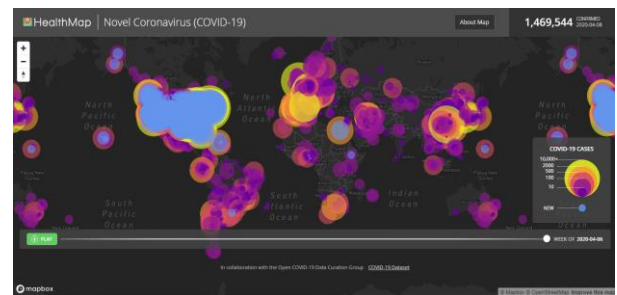 HealthMap | Novel Coronavirus (COVID-19)
About Map
1,469,544 CONFIRMED
2020-04-08
+
−
North
Pacific
Ocean
North
Atlantic
Ocean
North
Pacific
Ocean
South
Pacific
Ocean
South
Atlantic
Ocean
Indian
Ocean
COVID-19 CASES
10,000+
2000
500
100
10
NEW
PLAY
WEEK OF 2020-04-06
In collaboration with the Open COVID-19 Data Curation Group COVID-19 Dataset
mapbox
© Mapbox © OpenStreetMap Improve this map